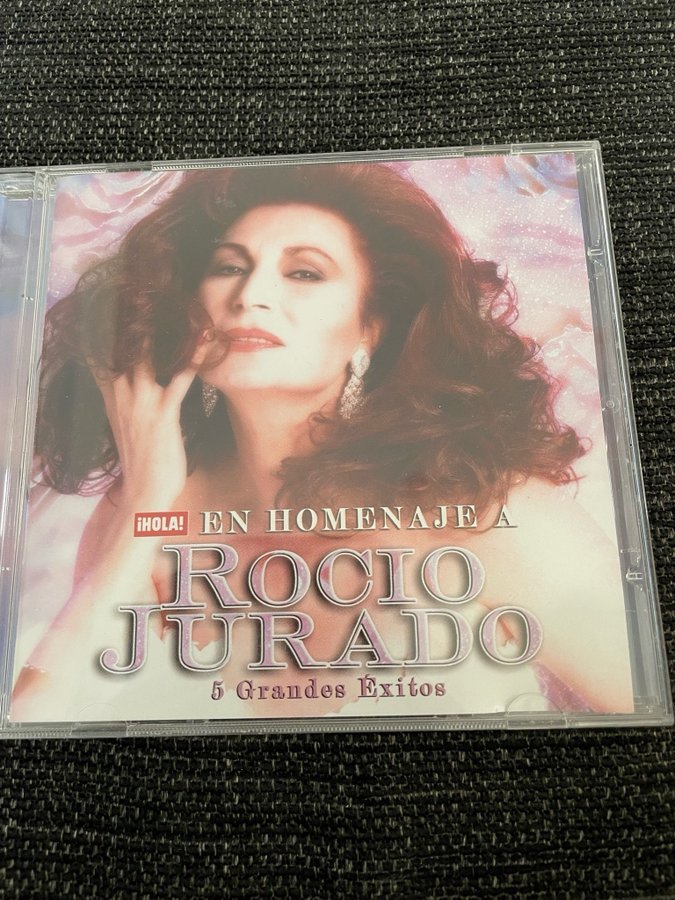 ¡HOLA! EN HOMENAJE A
ROCIO
JURADO
5 Grandes Éxitos